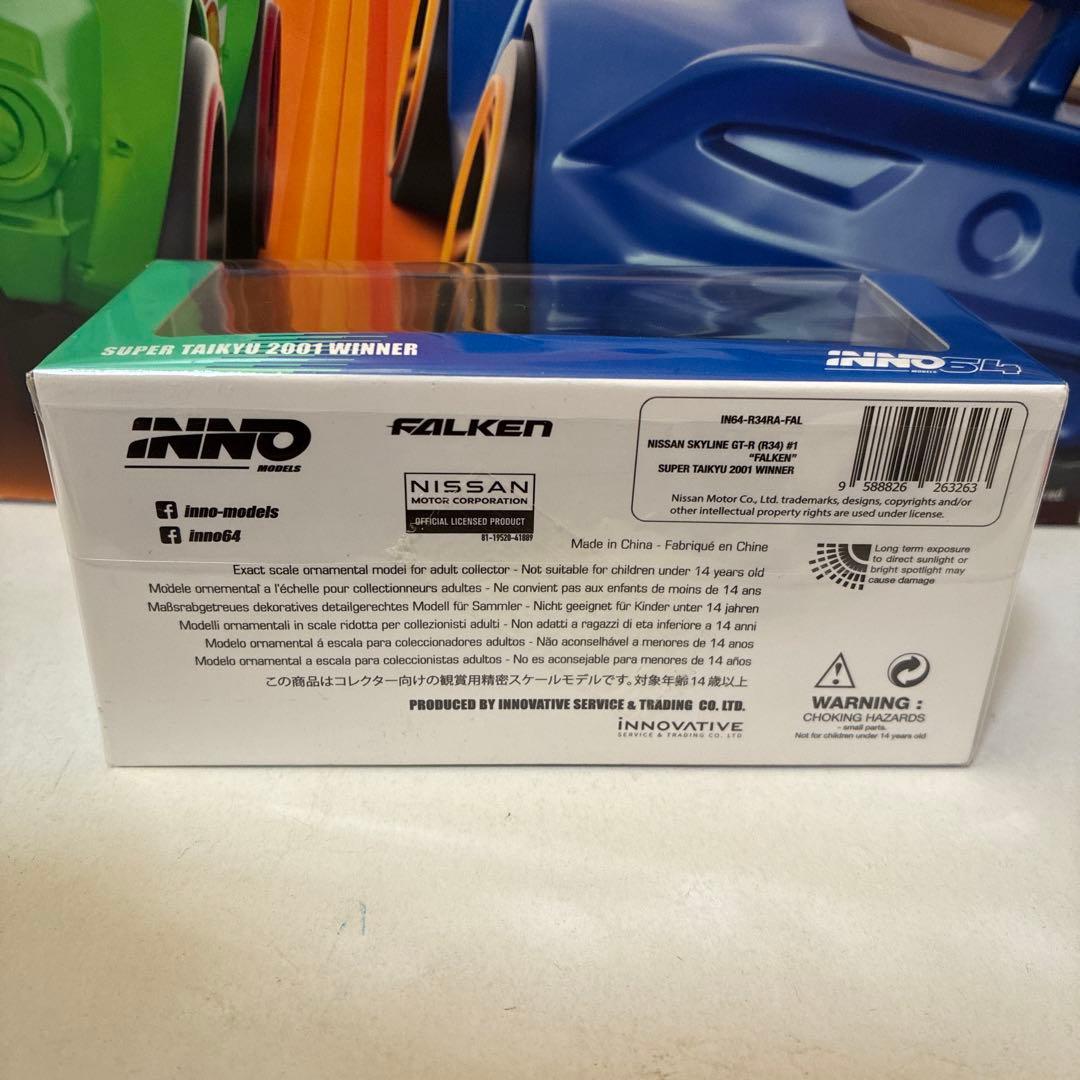 SUPER TAIKYU 2001 WINNER
INNO64
MODELS
INNO
MODELS
FALKEN
IN64-R34RA-FAL
NISSAN SKYLINE GT-R (R34) #1
"FALKEN"
SUPER TAIKYU 2001 WINNER
9 588826 263263
Nissan Motor Co., Ltd. trademarks, designs, copyrights and/or
other intellectual property rights are used under license.
NISSAN
MOTOR CORPORATION
OFFICIAL LICENSED PRODUCT
81-19520-41889
inno-models
inno64
Made in China - Fabriqué en Chine
Exact scale ornamental model for adult collector - Not suitable for children under 14 years old
Modèle ornemental a l'échelle pour collectionneurs adultes - Ne convient pas aux enfants de moins de 14 ans
Maßsrabgetreues dekoratives detailgerechtes Modell für Sammler - Nicht geeignet für Kinder unter 14 jahren
Modelli ornamentali in scale ridotta per collezionisti adulti - Non adatti a ragazzi di eta inferiore a 14 anni
Modelo ornamental á escala para coleccionadores adultos - Não aconselhável a menores de 14 anos
Modelo ornamental a escala para coleccionistas adultos - No es aconsejable para menores de 14 años
この商品はコレクター向けの観賞用精密スケールモデルです。対象年齢14歳以上
PRODUCED BY INNOVATIVE SERVICE & TRADING CO. LTD.
INNOVATIVE
SERVICE & TRADING CO. LTD
Long term exposure
to direct sunlight or
bright spotlight may
cause damage
WARNING :
CHOKING HAZARDS
- small parts.
Not for children under 14 years old